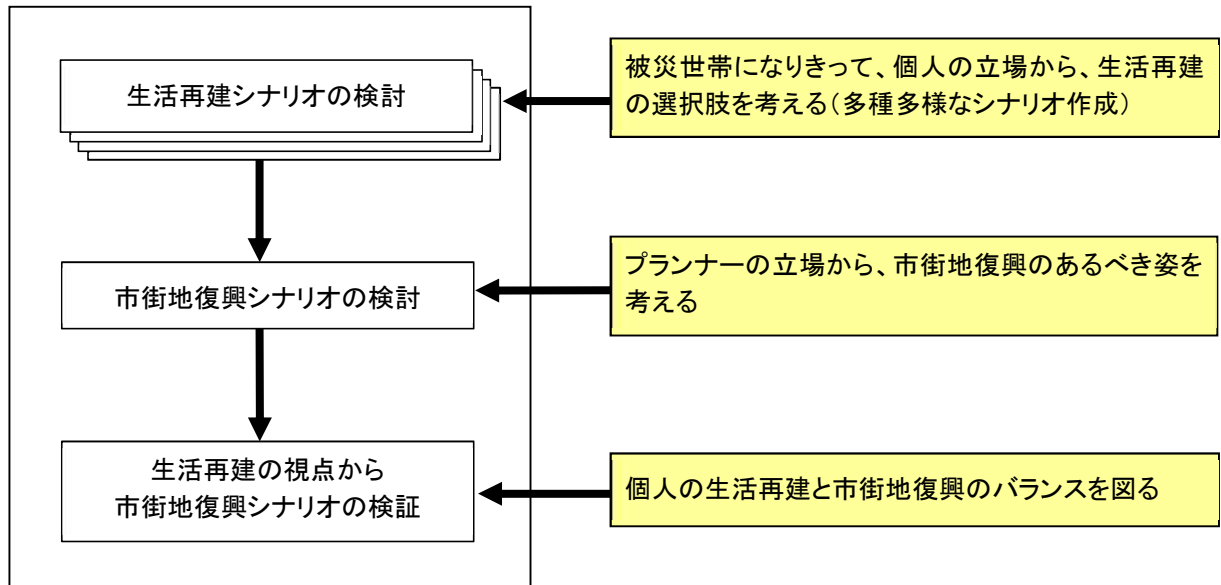 生活再建シナリオの検討
被災世帯になりきって、個人の立場から、生活再建
の選択肢を考える（多種多様なシナリオ作成）
市街地復興シナリオの検討
プランナーの立場から、市街地復興のあるべき姿を
考える
生活再建の視点から
市街地復興シナリオの検証
個人の生活再建と市街地復興のバランスを図る